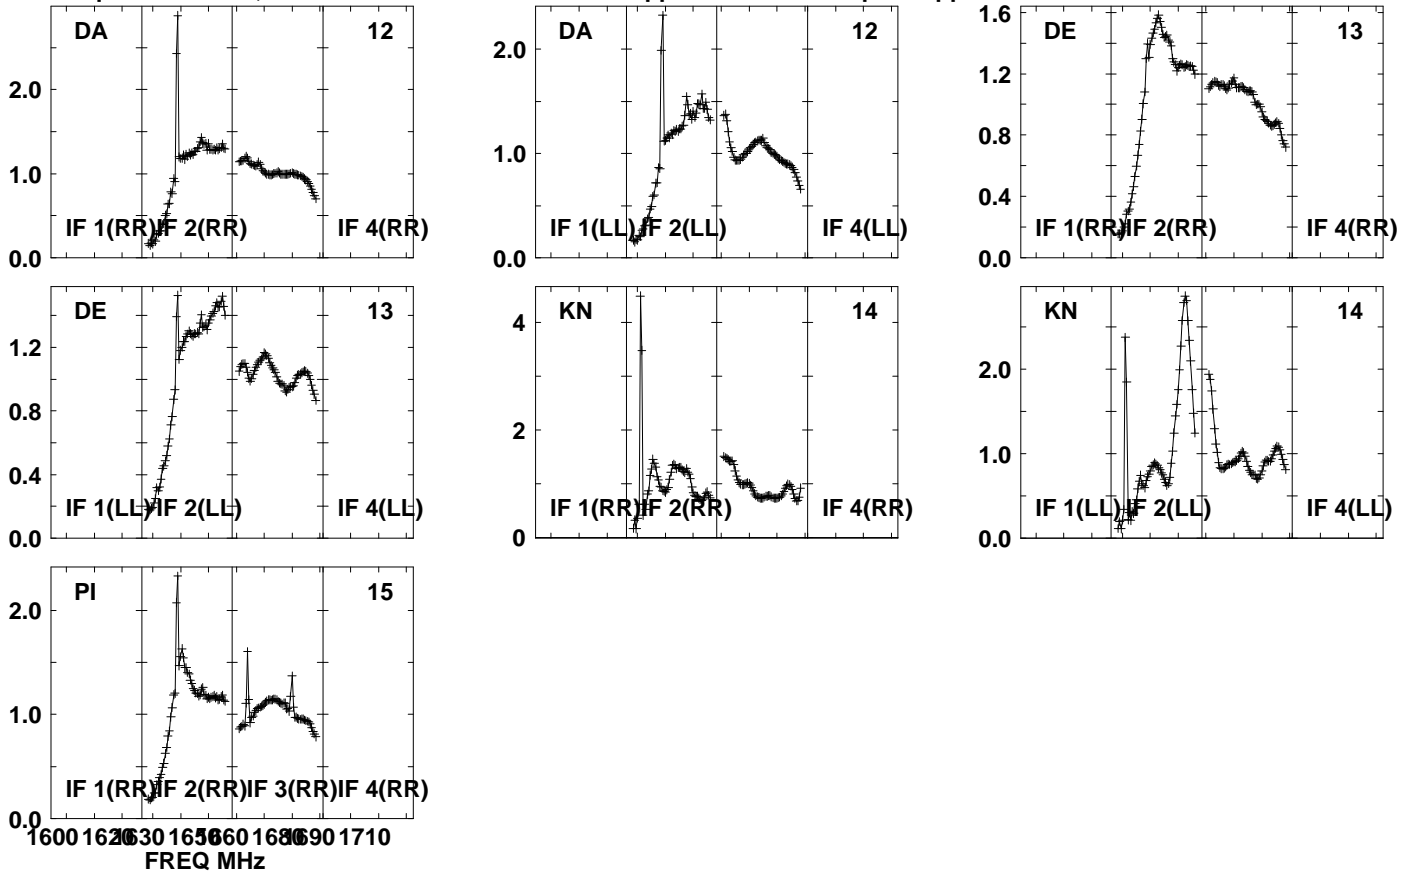 DA 12
2.0
1.0
0.0
IF 1(RR) IF 2(RR) IF 4(RR)
DA 12
2.0
1.0
0.0
IF 1(LL) IF 2(LL) IF 4(LL)
DE 13
1.6
1.2
0.8
0.4
0.0
IF 1(RR) IF 2(RR) IF 4(RR)
DE 13
1.2
0.8
0.4
0.0
IF 1(LL) IF 2(LL) IF 4(LL)
KN 14
4
2
0
IF 1(RR) IF 2(RR) IF 4(RR)
KN 14
2.0
1.0
0.0
IF 1(LL) IF 2(LL) IF 4(LL)
PI 15
2.0
1.0
0.0
IF 1(RR) IF 2(RR) IF 3(RR) IF 4(RR)
1600 1620 1630 1650 1660 1680 1690 1710
FREQ MHz